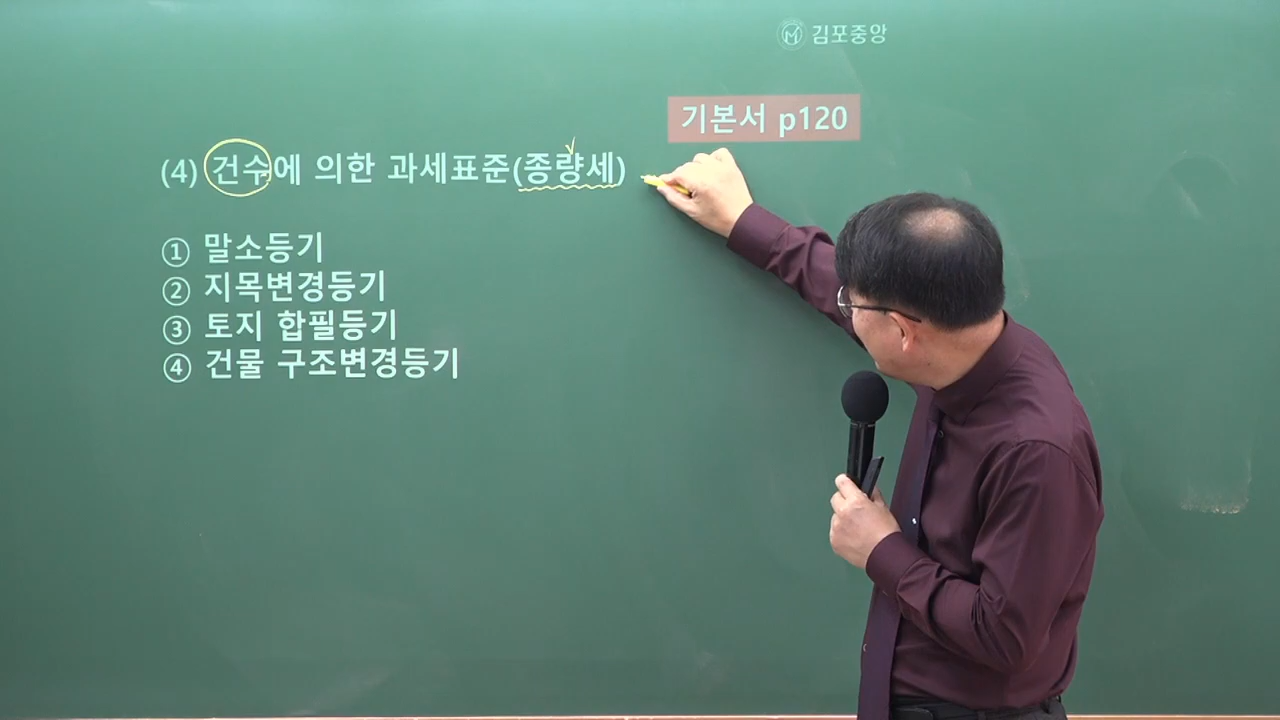 김포중앙
기본서 p120
(4) 건수에 의한 과세표준(종량세)
① 말소등기
② 지목변경등기
③ 토지 합필등기
④ 건물 구조변경등기